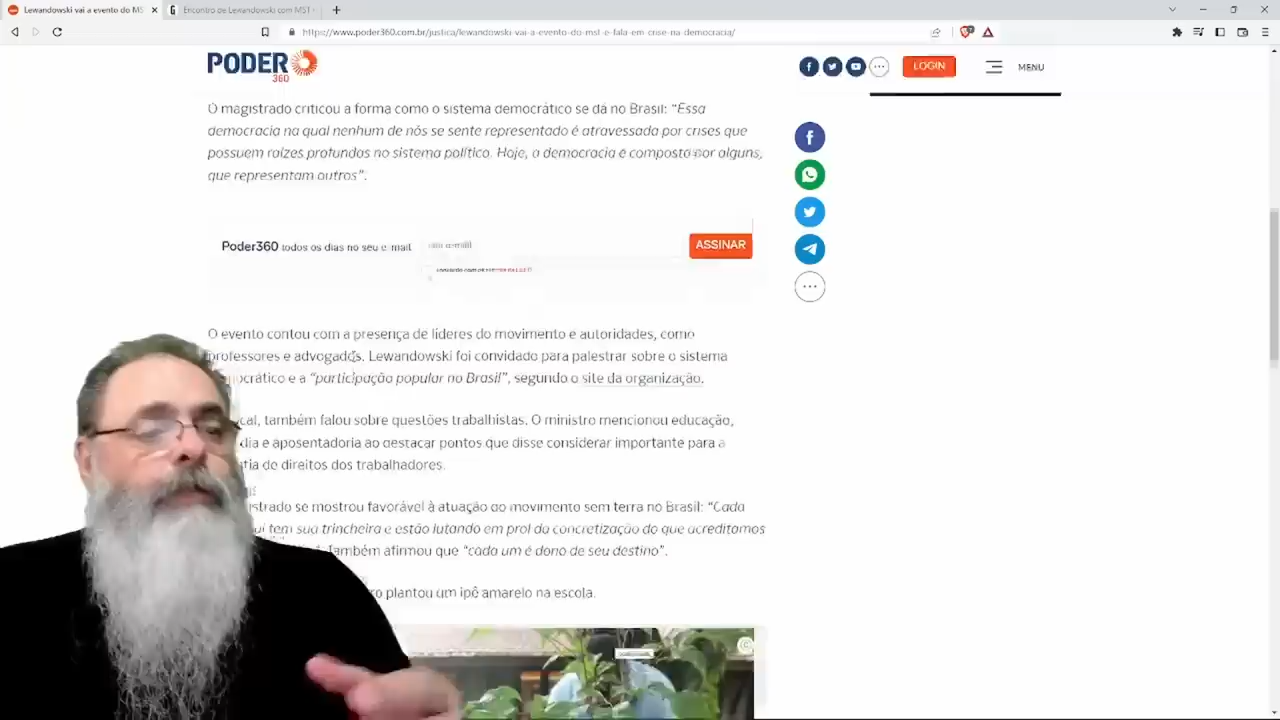 Lewandowski vai a evento do MS
Encontro de Lewandowski com MST
https://www.poder360.com.br/justica/lewandowski-vai-a-evento-do-mst-e-fala-em-crise-na-democracia/
PODER
360
LOGIN
MENU
O magistrado criticou a forma como o sistema democrático se dá no Brasil: “Essa
democracia na qual nenhum de nós se sente representado é atravessada por crises que
possuem raízes profundas no sistema político. Hoje, a democracia é composta por alguns,
que representam outros”.
Poder360 todos os dias no seu e-mail
ASSINAR
O evento contou com a presença de líderes do movimento e autoridades, como
professores e advogados. Lewandowski foi convidado para palestrar sobre o sistema
ocrático e a “participação popular no Brasil”, segundo o site da organização.
cal, também falou sobre questões trabalhistas. O ministro mencionou educação,
dia e aposentadoria ao destacar pontos que disse considerar importante para a
tia de direitos dos trabalhadores.
istrado se mostrou favorável à atuação do movimento sem terra no Brasil: “Cada
ui tem sua trincheira e estão lutando em prol da concretização do que acreditamos
Também afirmou que “cada um é dono de seu destino”.
ro plantou um ipê amarelo na escola.